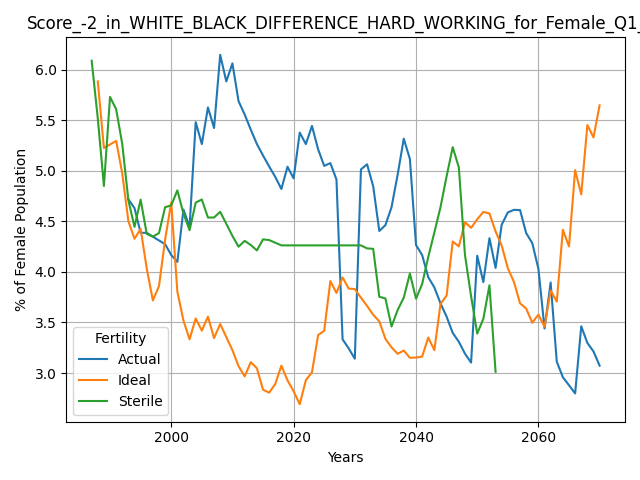 Score_-2_in_WHITE_BLACK_DIFFERENCE_HARD_WORKING_for_Female_Q1_
6.0
5.5
5.0
4.5
4.0
3.5
3.0
% of Female Population
Fertility
Actual
Ideal
Sterile
2000
2020
2040
2060
Years